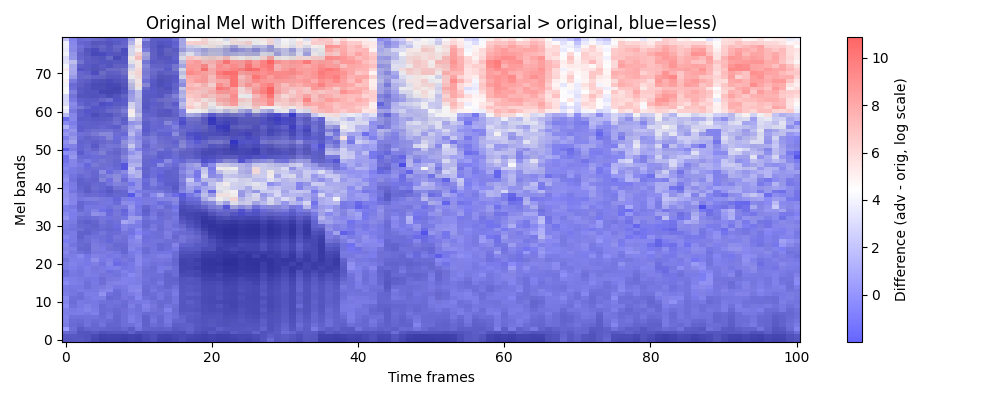 Original Mel with Differences (red=adversarial > original, blue=less)
Mel bands
70
60
50
40
30
20
10
0
0 20 40 60 80 100
Time frames
10
8
6
4
2
0
Difference (adv - orig, log scale)